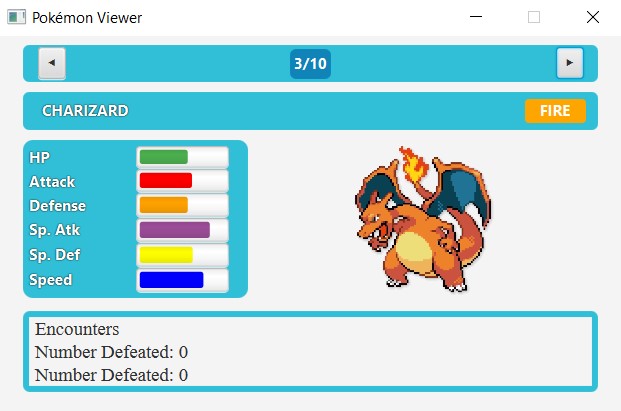 Pokémon Viewer
3/10
CHARIZARD FIRE
HP
Attack
Defense
Sp. Atk
Sp. Def
Speed
Encounters
Number Defeated: 0
Number Defeated: 0